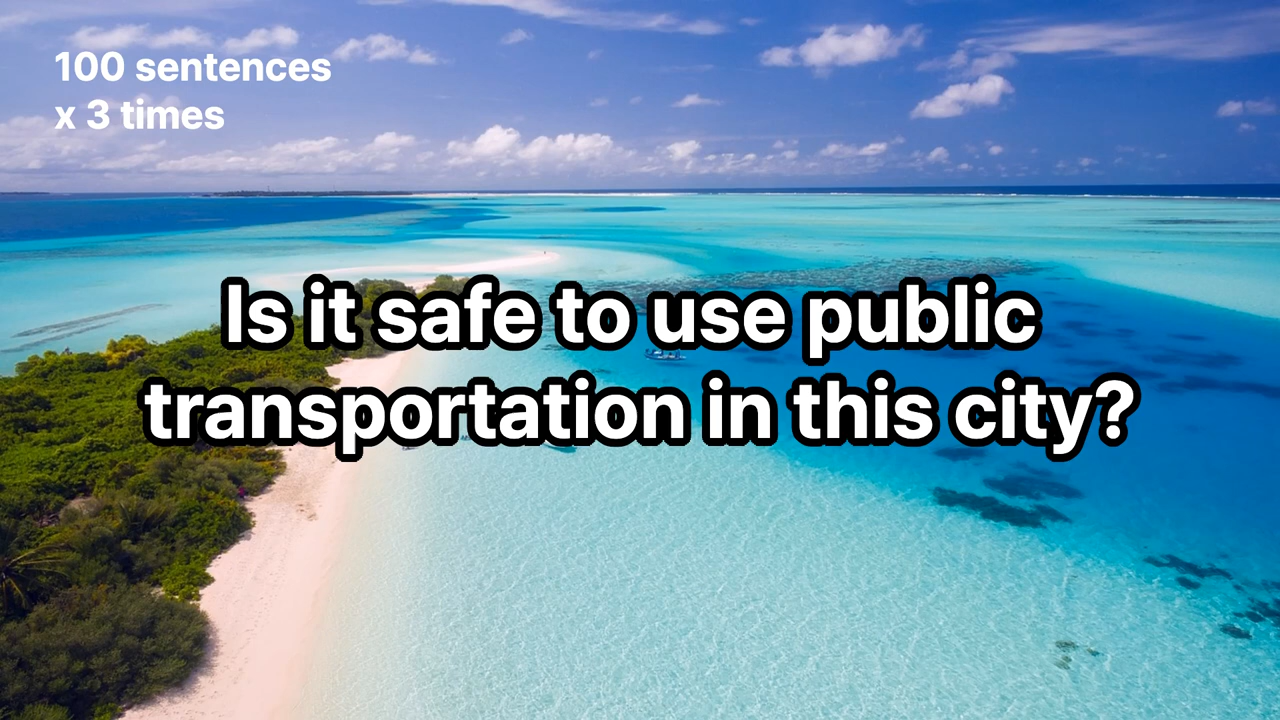 100 sentences
x 3 times
Is it safe to use public
transportation in this city?